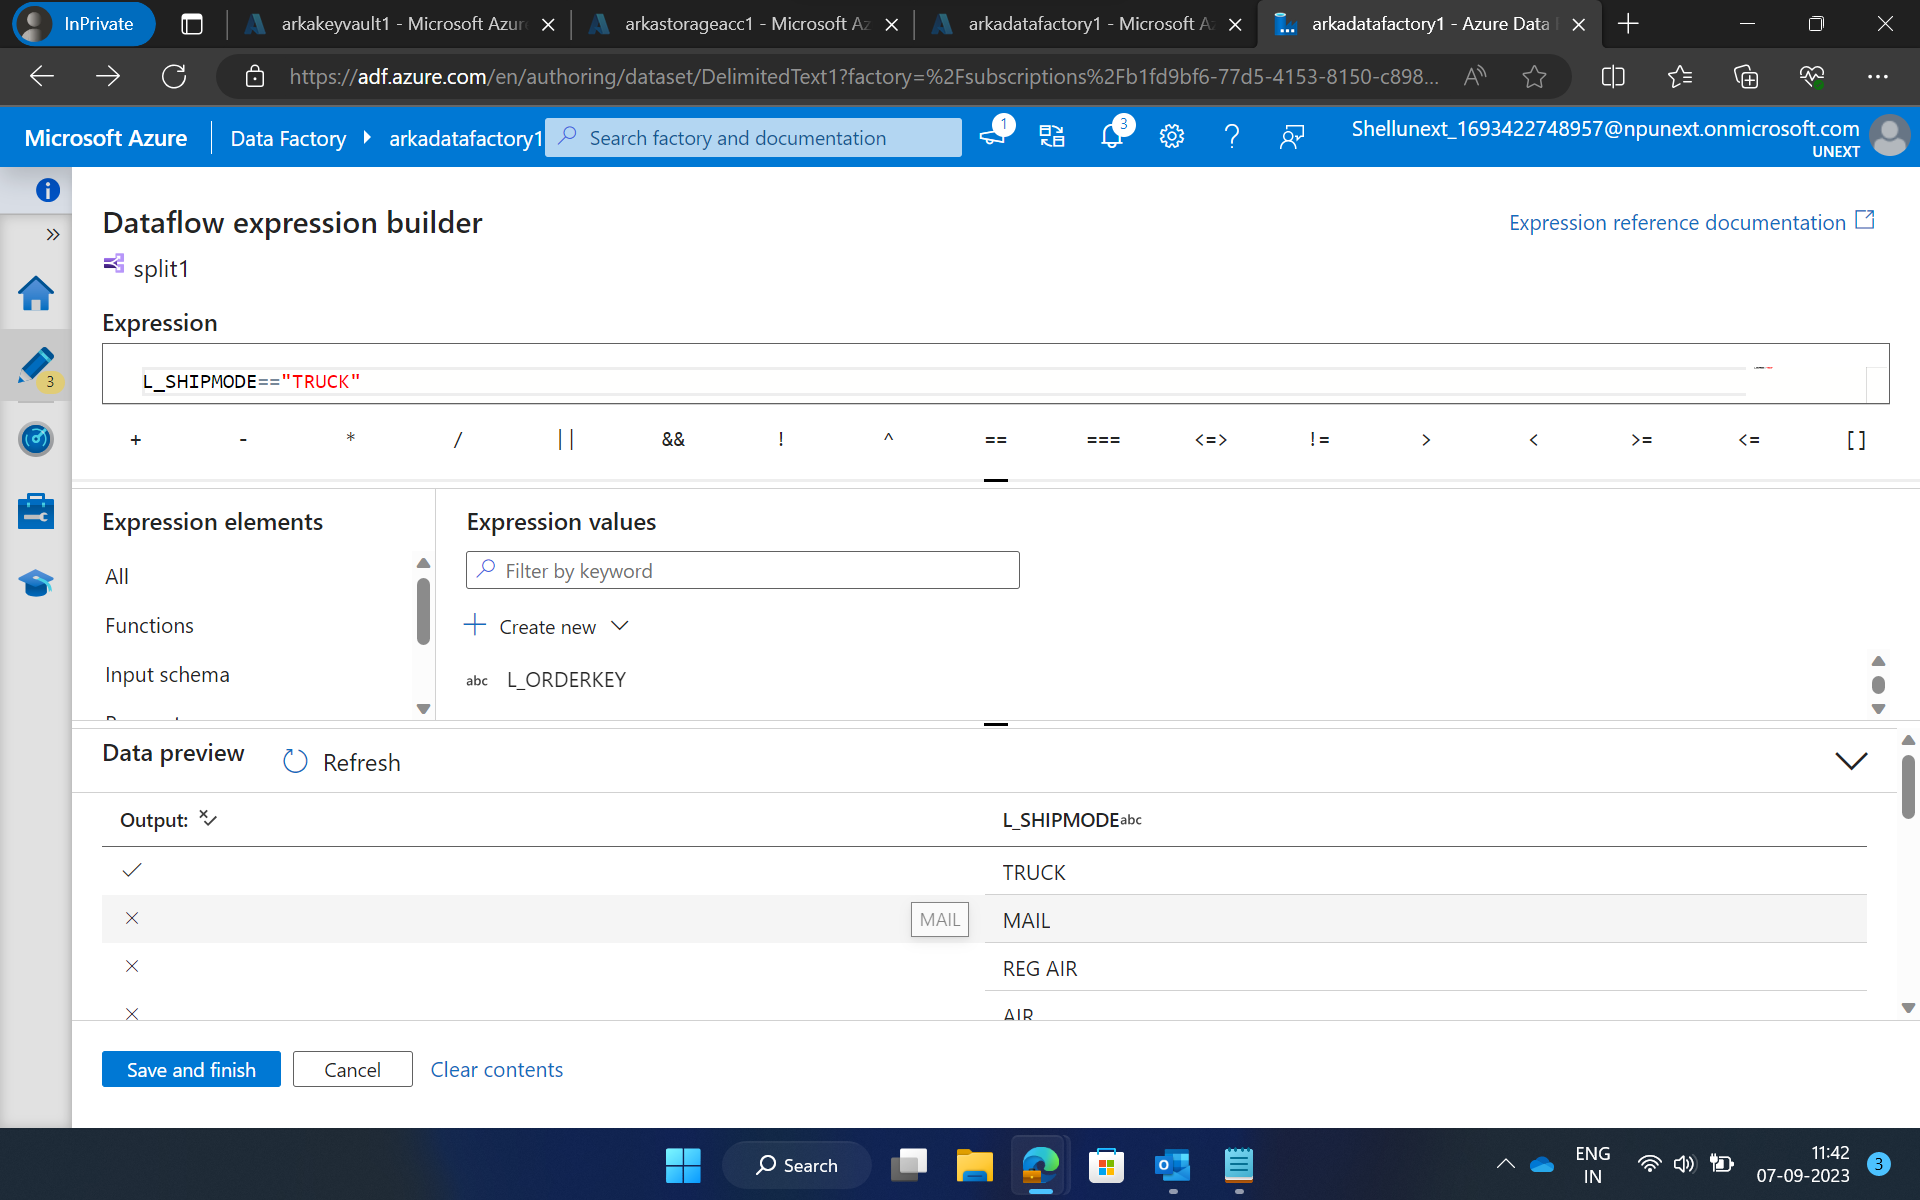 InPrivate
arkakeyvault1 - Microsoft Azur
arkastorageacc1 - Microsoft Az
arkadatafactory1 - Microsoft Az
arkadatafactory1 - Azure Data
https://adf.azure.com/en/authoring/dataset/DelimitedText1?factory=%2Fsubscriptions%2Fb1fd9bf6-77d5-4153-8150-c898...
Microsoft Azure
Data Factory
arkadatafactory1
Search factory and documentation
1
3
Shellunext_1693422748957@npunext.onmicrosoft.com
UNEXT
Dataflow expression builder
Expression reference documentation
split1
Expression
3
L_SHIPMODE=="TRUCK"
+ - * / || && ! ^ == === <=> != > < >= <= []
Expression elements
All
Functions
Input schema
Expression values
Filter by keyword
Create new
abc L_ORDERKEY
Data preview
Refresh
Output:
L_SHIPMODE abc
TRUCK
MAIL
MAIL
REG AIR
AIR
Save and finish
Cancel
Clear contents
Search
ENG
IN
11:42
07-09-2023
3